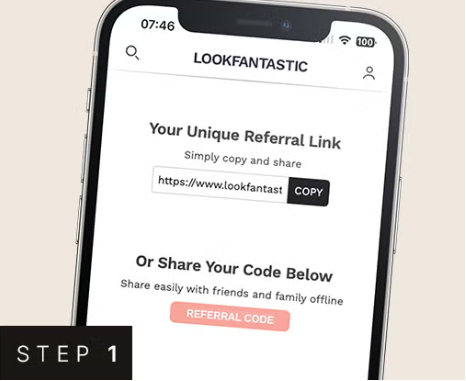 07:46
100
LOOKFANTASTIC
Your Unique Referral Link
Simply copy and share
https://www.lookfantast COPY
Or Share Your Code Below
Share easily with friends and family offline
REFERRAL CODE
STEP 1